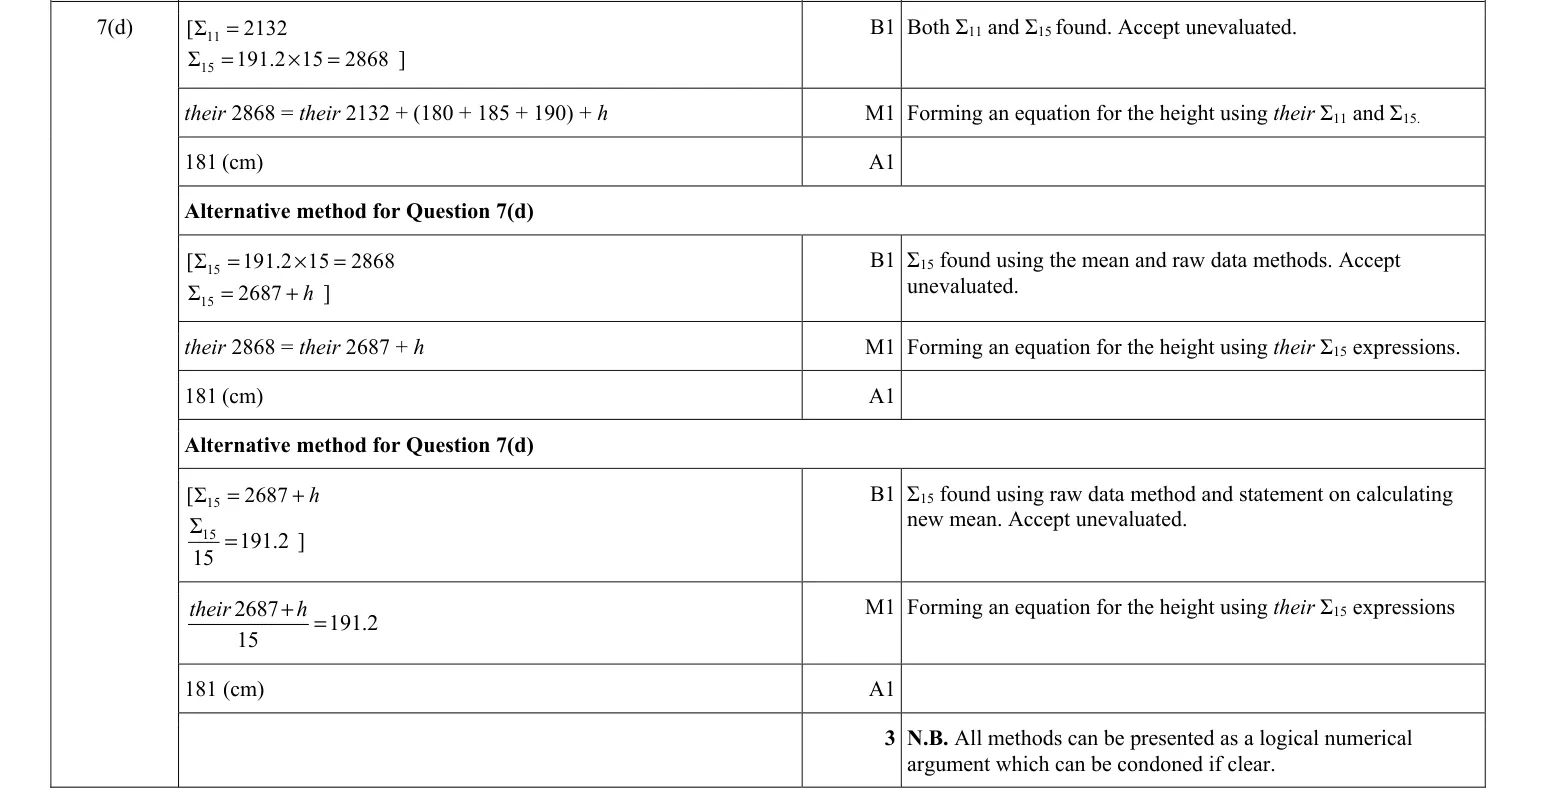 7(d)
[Σ₁₁ = 2132
Σ₁₅ = 191.2×15 = 2868 ]
B1
Both Σ₁₁ and Σ₁₅ found. Accept unevaluated.
their 2868 = their 2132 + (180 + 185 + 190) + h
M1
Forming an equation for the height using their Σ₁₁ and Σ₁₅.
181 (cm)
A1
Alternative method for Question 7(d)
[Σ₁₅ = 191.2×15 = 2868
Σ₁₅ = 2687 + h ]
B1
Σ₁₅ found using the mean and raw data methods. Accept
unevaluated.
their 2868 = their 2687 + h
M1
Forming an equation for the height using their Σ₁₅ expressions.
181 (cm)
A1
Alternative method for Question 7(d)
[Σ₁₅ = 2687 + h
Σ₁₅/15 = 191.2 ]
B1
Σ₁₅ found using raw data method and statement on calculating
new mean. Accept unevaluated.
(their 2687 + h)/15 = 191.2
M1
Forming an equation for the height using their Σ₁₅ expressions
181 (cm)
A1
3
N.B. All methods can be presented as a logical numerical
argument which can be condoned if clear.